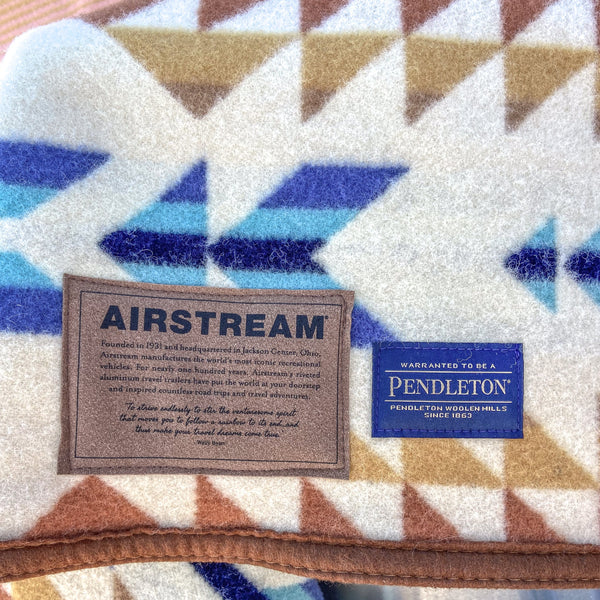 AIRSTREAM®
Founded in 1931 and headquartered in Jackson Center, Ohio,
Airstream manufactures the world's most iconic recreational
vehicles. For nearly one hundred years, Airstream's riveted
aluminum travel trailers have put the world at your doorstep
and inspired countless road trips and travel adventures.
To strive endlessly to stir the venturesome spirit
that moves you to follow a rainbow to its end...and
thus make your travel dreams come true.
Wally Byam
WARRANTED TO BE A
PENDLETON®
PENDLETON WOOLEN MILLS
SINCE 1863